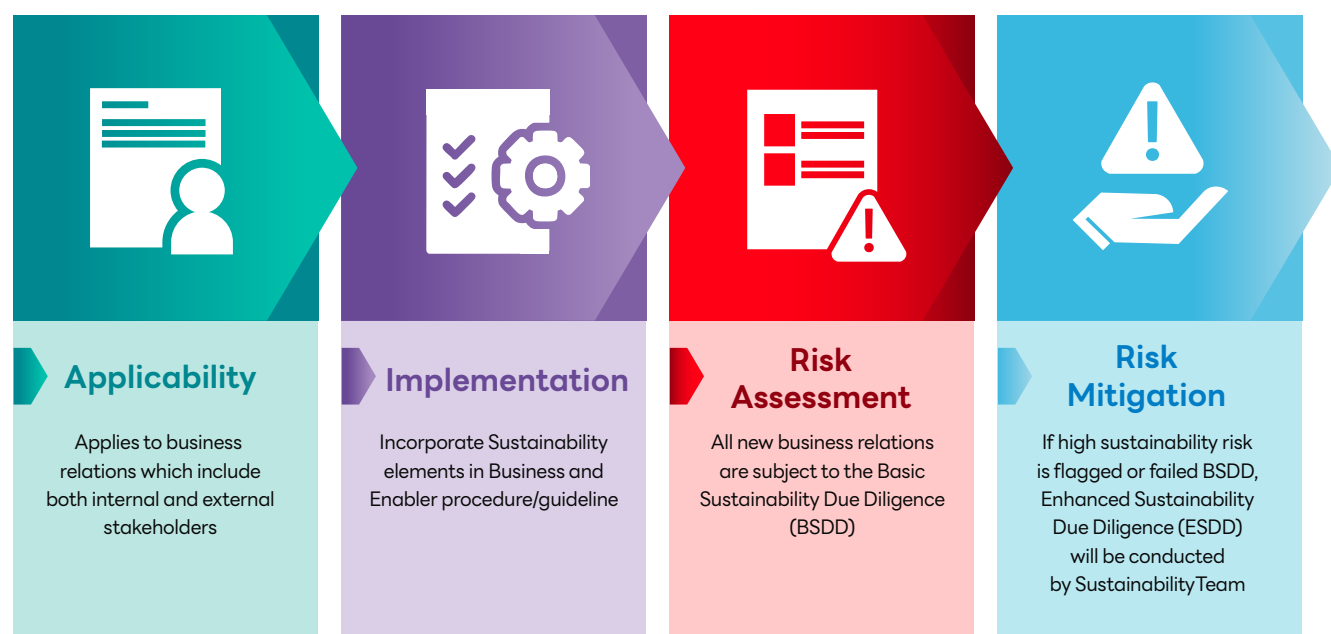 Applicability
Applies to business
relations which include
both internal and external
stakeholders
Implementation
Incorporate Sustainability
elements in Business and
Enabler procedure/guideline
Risk
Assessment
All new business relations
are subject to the Basic
Sustainability Due Diligence
(BSDD)
Risk
Mitigation
If high sustainability risk
is flagged or failed BSDD,
Enhanced Sustainability
Due Diligence (ESDD)
will be conducted
by SustainabilityTeam